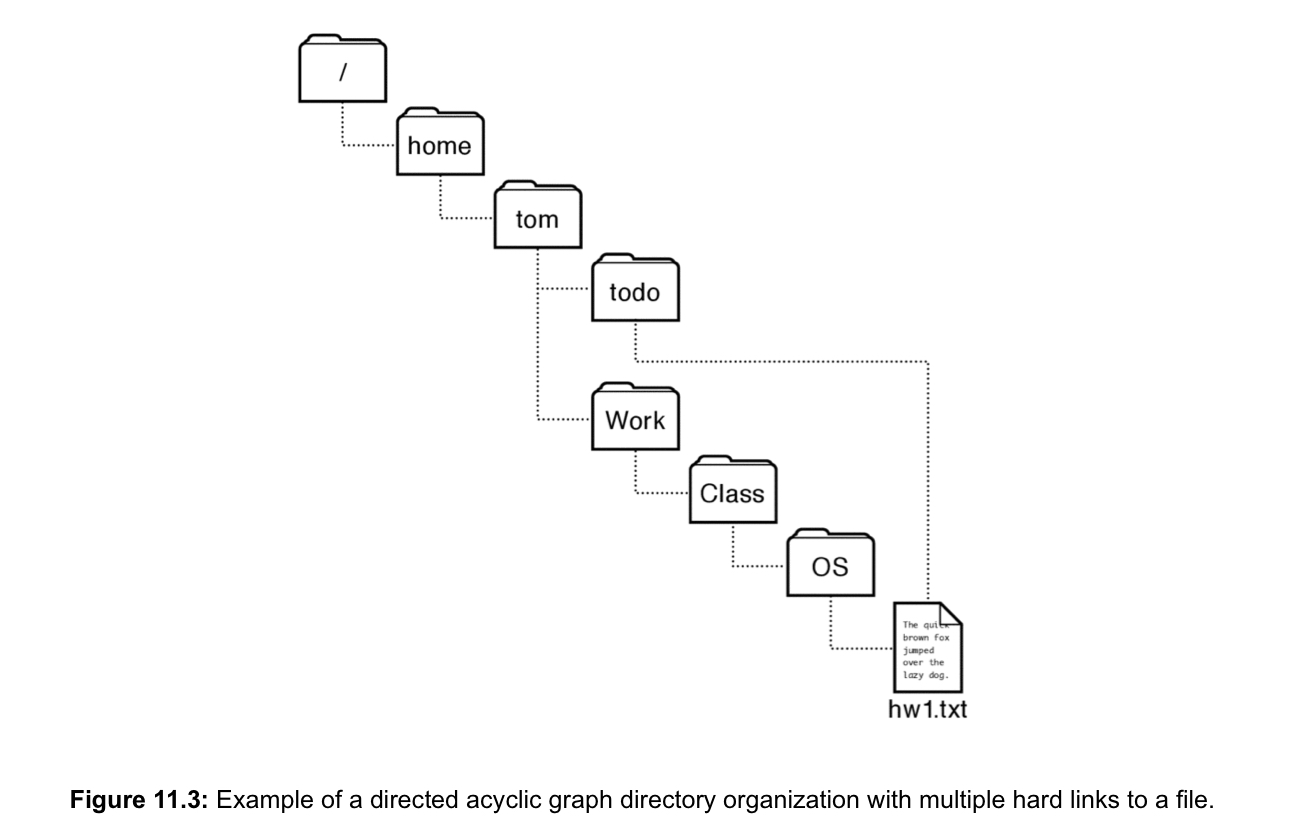 /
home
tom
todo
Work
Class
OS
The quick
brown fox
jumped
over the
lazy dog.
hw1.txt
Figure 11.3: Example of a directed acyclic graph directory organization with multiple hard links to a file.